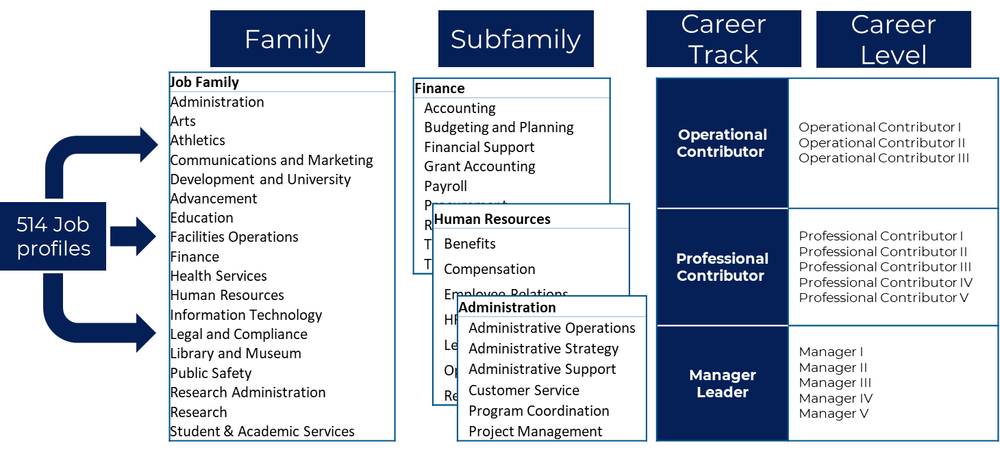 Family
Subfamily
Career
Track
Career
Level
514 Job
profiles
Job Family
Administration
Arts
Athletics
Communications and Marketing
Development and University
Advancement
Education
Facilities Operations
Finance
Health Services
Human Resources
Information Technology
Legal and Compliance
Library and Museum
Public Safety
Research Administration
Research
Student & Academic Services
Finance
Accounting
Budgeting and Planning
Financial Support
Grant Accounting
Payroll
Procurement
Human Resources
Benefits
Compensation
Employee Relations
Administration
Administrative Operations
Administrative Strategy
Administrative Support
Customer Service
Program Coordination
Project Management
Operational
Contributor
Operational Contributor I
Operational Contributor II
Operational Contributor III
Professional
Contributor
Professional Contributor I
Professional Contributor II
Professional Contributor III
Professional Contributor IV
Professional Contributor V
Manager
Leader
Manager I
Manager II
Manager III
Manager IV
Manager V